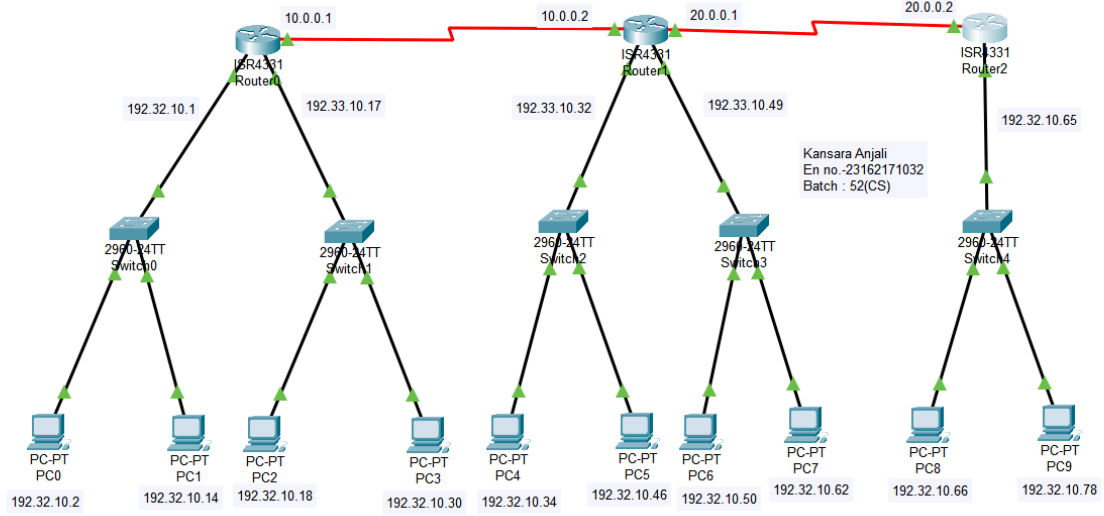 10.0.0.1
10.0.0.2
20.0.0.1
20.0.0.2
ISR4331
Router0
ISR4331
Router1
ISR4331
Router2
192.32.10.1
192.33.10.17
192.33.10.32
192.33.10.49
192.32.10.65
Kansara Anjali
En no.-23162171032
Batch : 52(CS)
2960-24TT
Switch0
2960-24TT
Switch1
2960-24TT
Switch2
2960-24TT
Switch3
2960-24TT
Switch4
PC-PT
PC0
PC-PT
PC1
PC-PT
PC2
PC-PT
PC3
PC-PT
PC4
PC-PT
PC5
PC-PT
PC6
PC-PT
PC7
PC-PT
PC8
PC-PT
PC9
192.32.10.2
192.32.10.14
192.32.10.18
192.32.10.30
192.32.10.34
192.32.10.46
192.32.10.50
192.32.10.62
192.32.10.66
192.32.10.78